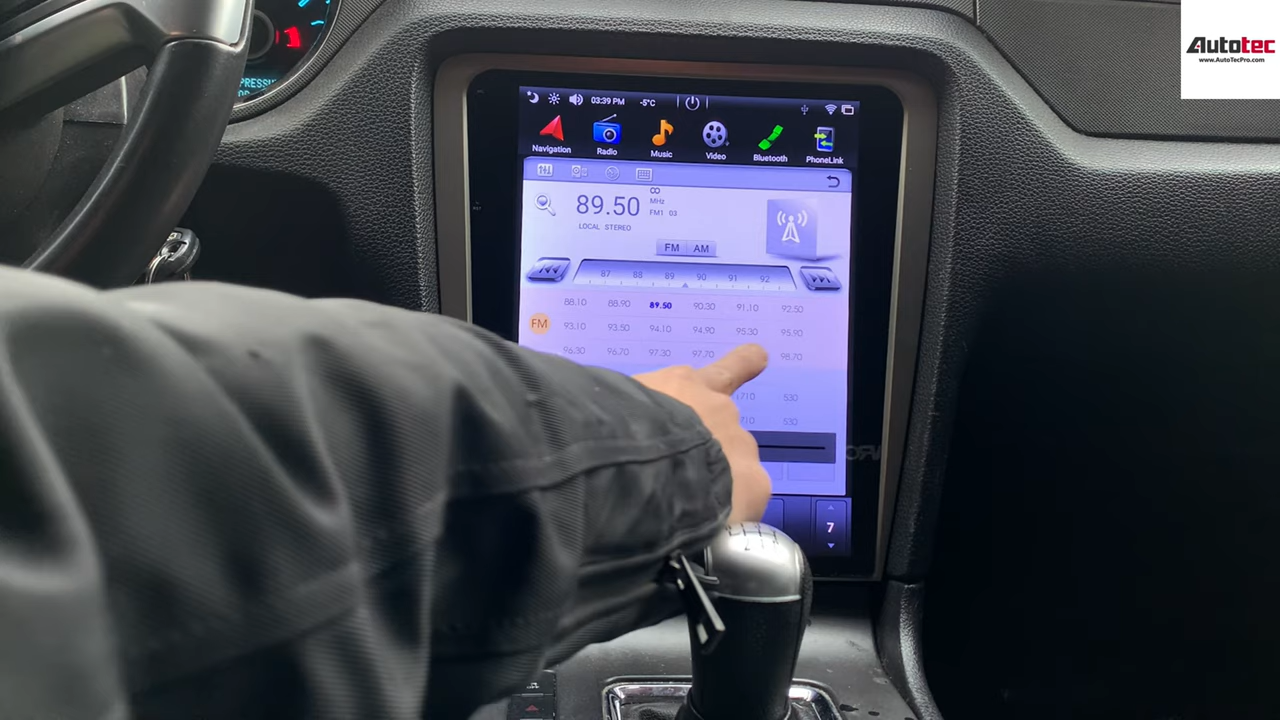 Autotec
www.AutoTecPro.com
PRESSU
03:39 PM -5°C
Navigation Radio Music Video Bluetooth PhoneLink
89.50
MHz
FM1 03
LOCAL STEREO
FM AM
87 88 89 90 91 92
88.10 88.90 89.50 90.30 91.10 92.50
FM 93.10 93.50 94.10 94.90 95.30 95.90
96.30 96.70 97.30 97.70 98.70
1710 530
710 530
7